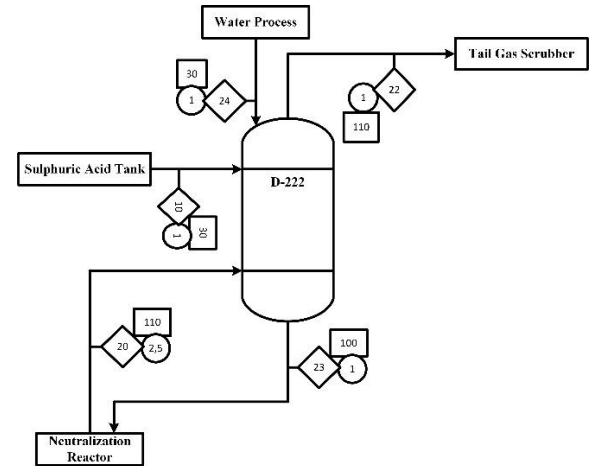 Water Process
Tail Gas Scrubber
30
1
24
1
22
110
Sulphuric Acid Tank
D-222
10
1
30
110
20
2,5
100
23
1
Neutralization
Reactor